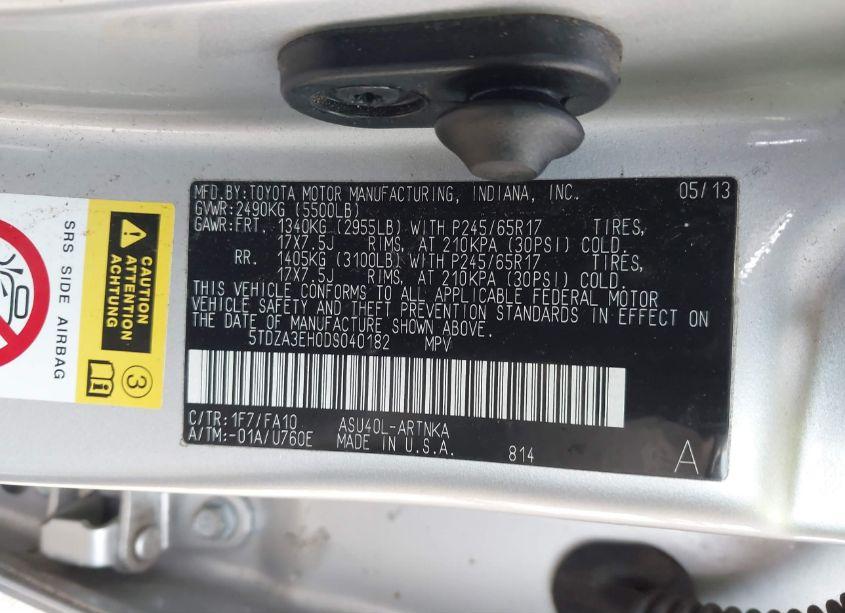 MFD.BY:TOYOTA MOTOR MANUFACTURING, INDIANA, INC. 05/13
GVWR:2490KG (5500LB)
GAWR:FRT. 1340KG (2955LB) WITH P245/65R17 TIRES,
17X7.5J RIMS, AT 210KPA (30PSI) COLD.
RR. 1405KG (3100LB) WITH P245/65R17 TIRES,
17X7.5J RIMS, AT 210KPA (30PSI) COLD.
THIS VEHICLE CONFORMS TO ALL APPLICABLE FEDERAL MOTOR
VEHICLE SAFETY AND THEFT PREVENTION STANDARDS IN EFFECT ON
THE DATE OF MANUFACTURE SHOWN ABOVE.
5TDZA3EH0DS040182 MPV
C/TR:1F7/FA10 ASU40L-ARTNKA
A/TM:-01A/U760E MADE IN U.S.A. 814 A
SRS SIDE AIRBAG
CAUTION
ATTENTION
ACHTUNG
3